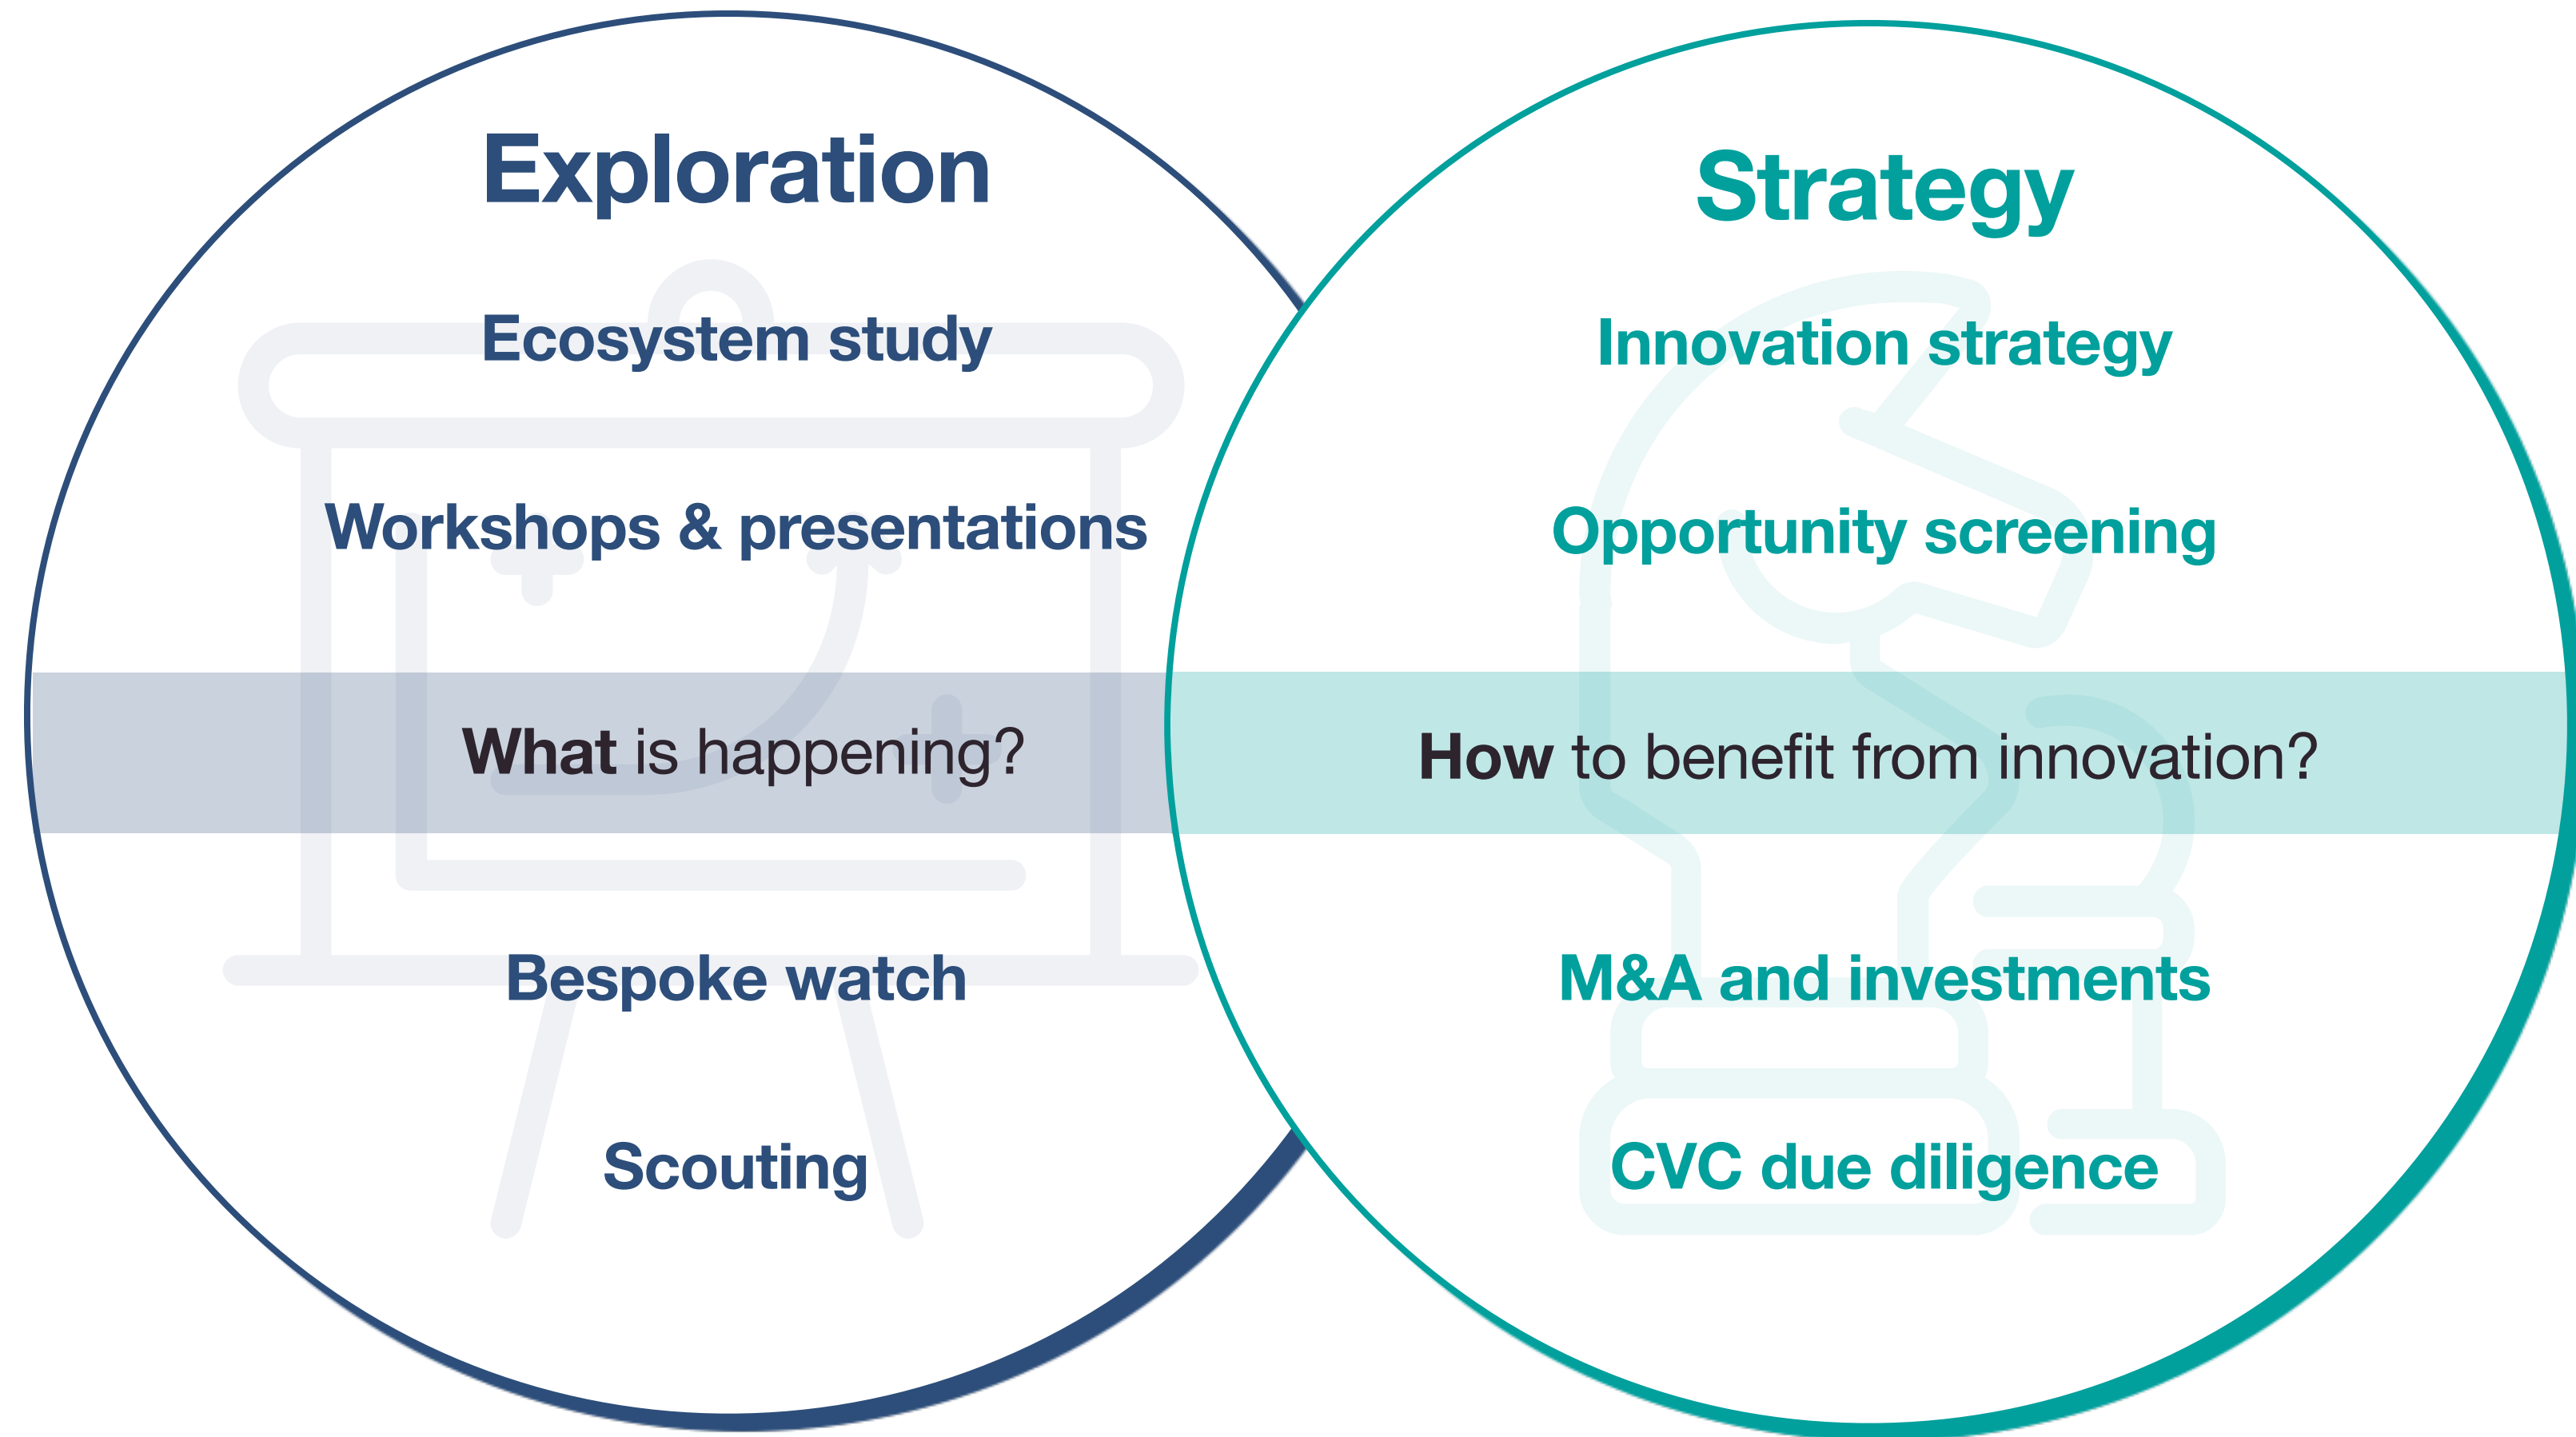 Exploration
Ecosystem study
Workshops & presentations
What is happening?
Bespoke watch
Scouting
Strategy
Innovation strategy
Opportunity screening
How to benefit from innovation?
M&A and investments
CVC due diligence